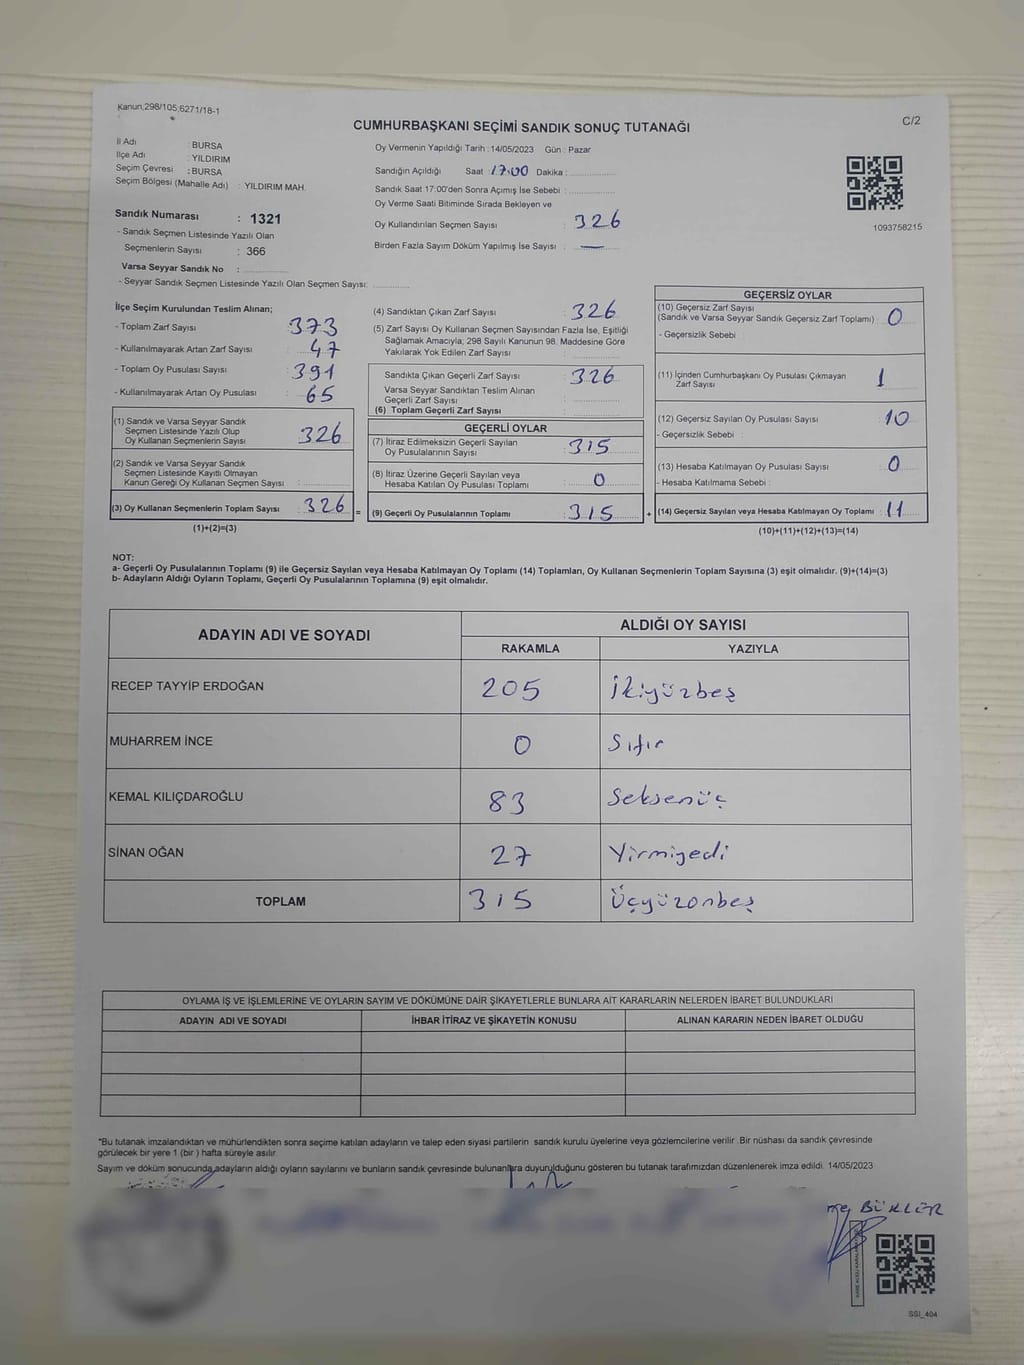 Kanun,298/105,6271/18-1
C/2
CUMHURBAŞKANI SEÇİMİ SANDIK SONUÇ TUTANAĞI
İl Adı : BURSA
İlçe Adı : YILDIRIM
Seçim Çevresi : BURSA
Seçim Bölgesi (Mahalle Adı) : YILDIRIM MAH.
Sandık Numarası : 1321
- Sandık Seçmen Listesinde Yazılı Olan
Seçmenlerin Sayısı : 366
Varsa Seyyar Sandık No :
- Seyyar Sandık Seçmen Listesinde Yazılı Olan Seçmen Sayısı:
Oy Vermenin Yapıldığı Tarih : 14/05/2023 Gün : Pazar
Sandığın Açıldığı Saat : 17:00 Dakika :
Sandık Saat 17:00'den Sonra Açımış İse Sebebi :
Oy Verme Saati Bitiminde Sırada Bekleyen ve
Oy Kullandırılan Seçmen Sayısı : 326
Birden Fazla Sayım Döküm Yapılmış İse Sayısı : —
1093758215
İlçe Seçim Kurulundan Teslim Alınan;
- Toplam Zarf Sayısı : 373
- Kullanılmayarak Artan Zarf Sayısı : 47
- Toplam Oy Pusulası Sayısı : 391
- Kullanılmayarak Artan Oy Pusulası : 65
(1) Sandık ve Varsa Seyyar Sandık
Seçmen Listesinde Yazılı Olup
Oy Kullanan Seçmenlerin Sayısı : 326
(2) Sandık ve Varsa Seyyar Sandık
Seçmen Listesinde Kayıtlı Olmayan
Kanun Gereği Oy Kullanan Seçmen Sayısı :
(3) Oy Kullanan Seçmenlerin Toplam Sayısı : 326 =
(1)+(2)=(3)
(4) Sandıktan Çıkan Zarf Sayısı : 326
(5) Zarf Sayısı Oy Kullanan Seçmen Sayısından Fazla İse, Eşitliği
Sağlamak Amacıyla; 298 Sayılı Kanunun 98. Maddesine Göre
Yakılarak Yok Edilen Zarf Sayısı :
Sandıkta Çıkan Geçerli Zarf Sayısı : 326
Varsa Seyyar Sandıktan Teslim Alınan
Geçerli Zarf Sayısı :
(6) Toplam Geçerli Zarf Sayısı :
GEÇERLİ OYLAR
(7) İtiraz Edilmeksizin Geçerli Sayılan
Oy Pusulalarının Sayısı : 315
(8) İtiraz Üzerine Geçerli Sayılan veya
Hesaba Katılan Oy Pusulası Toplamı : 0
(9) Geçerli Oy Pusulalarının Toplamı : 315 +
GEÇERSİZ OYLAR
(10) Geçersiz Zarf Sayısı
(Sandık ve Varsa Seyyar Sandık Geçersiz Zarf Toplamı) : 0
- Geçersizlik Sebebi
(11) İçinden Cumhurbaşkanı Oy Pusulası Çıkmayan
Zarf Sayısı : 1
(12) Geçersiz Sayılan Oy Pusulası Sayısı : 10
- Geçersizlik Sebebi :
(13) Hesaba Katılmayan Oy Pusulası Sayısı : 0
- Hesaba Katılmama Sebebi :
(14) Geçersiz Sayılan veya Hesaba Katılmayan Oy Toplamı : 11
(10)+(11)+(12)+(13)=(14)
NOT:
a- Geçerli Oy Pusulalarının Toplamı (9) ile Geçersiz Sayılan veya Hesaba Katılmayan Oy Toplamı (14) Toplamları, Oy Kullanan Seçmenlerin Toplam Sayısına (3) eşit olmalıdır. (9)+(14)=(3)
b- Adayların Aldığı Oyların Toplamı, Geçerli Oy Pusulalarının Toplamına (9) eşit olmalıdır.
ADAYIN ADI VE SOYADI
ALDIĞI OY SAYISI
RAKAMLA YAZIYLA
RECEP TAYYİP ERDOĞAN 205 İkiyüzbeş
MUHARREM İNCE 0 Sıfır
KEMAL KILIÇDAROĞLU 83 Seksenüç
SİNAN OĞAN 27 Yirmiyedi
TOPLAM 315 Üçyüzonbeş
OYLAMA İŞ VE İŞLEMLERİNE VE OYLARIN SAYIM VE DÖKÜMÜNE DAİR ŞİKAYETLERLE BUNLARA AİT KARARLARIN NELERDEN İBARET BULUNDUKLARI
ADAYIN ADI VE SOYADI İHBAR İTİRAZ VE ŞİKAYETİN KONUSU ALINAN KARARIN NEDEN İBARET OLDUĞU
*Bu tutanak imzalandıktan ve mühürlendikten sonra seçime katılan adayların ve talep eden siyasi partilerin sandık kurulu üyelerine veya gözlemcilerine verilir .Bir nüshası da sandık çevresinde
görülecek bir yere 1 (bir ) hafta süreyle asılır.
Sayım ve döküm sonucunda adayların aldığı oyların sayılarını ve bunların sandık çevresinde bulunanlara duyurulduğunu gösteren bu tutanak tarafımızdan düzenlenerek imza edildi. 14/05/2023
SSI_404